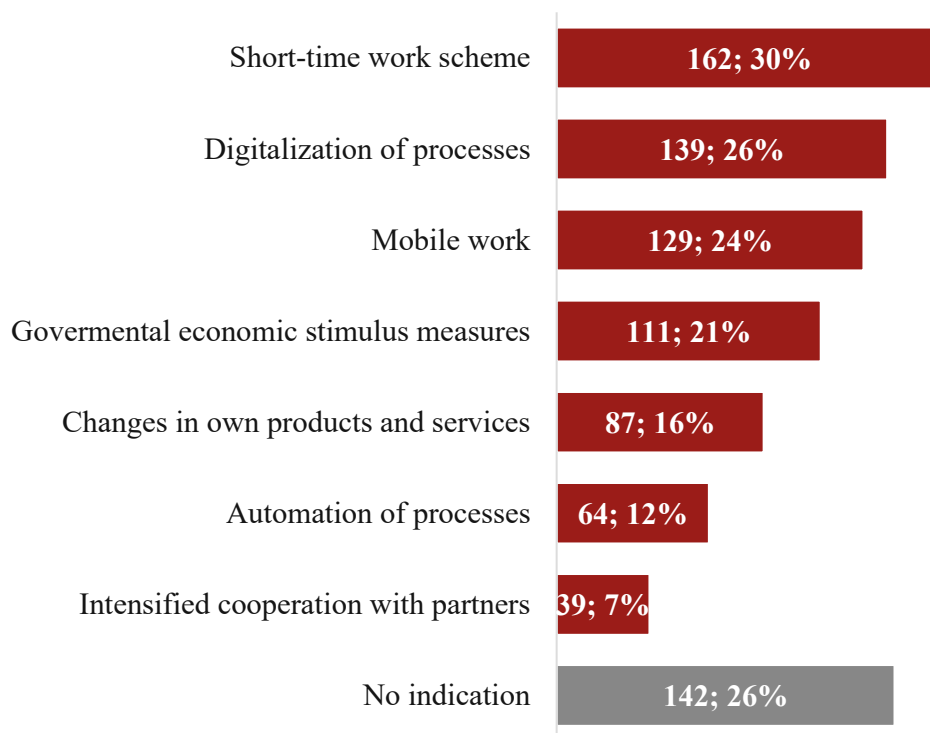 Short-time work scheme 162; 30%
Digitalization of processes 139; 26%
Mobile work 129; 24%
Govermental economic stimulus measures 111; 21%
Changes in own products and services 87; 16%
Automation of processes 64; 12%
Intensified cooperation with partners 39; 7%
No indication 142; 26%